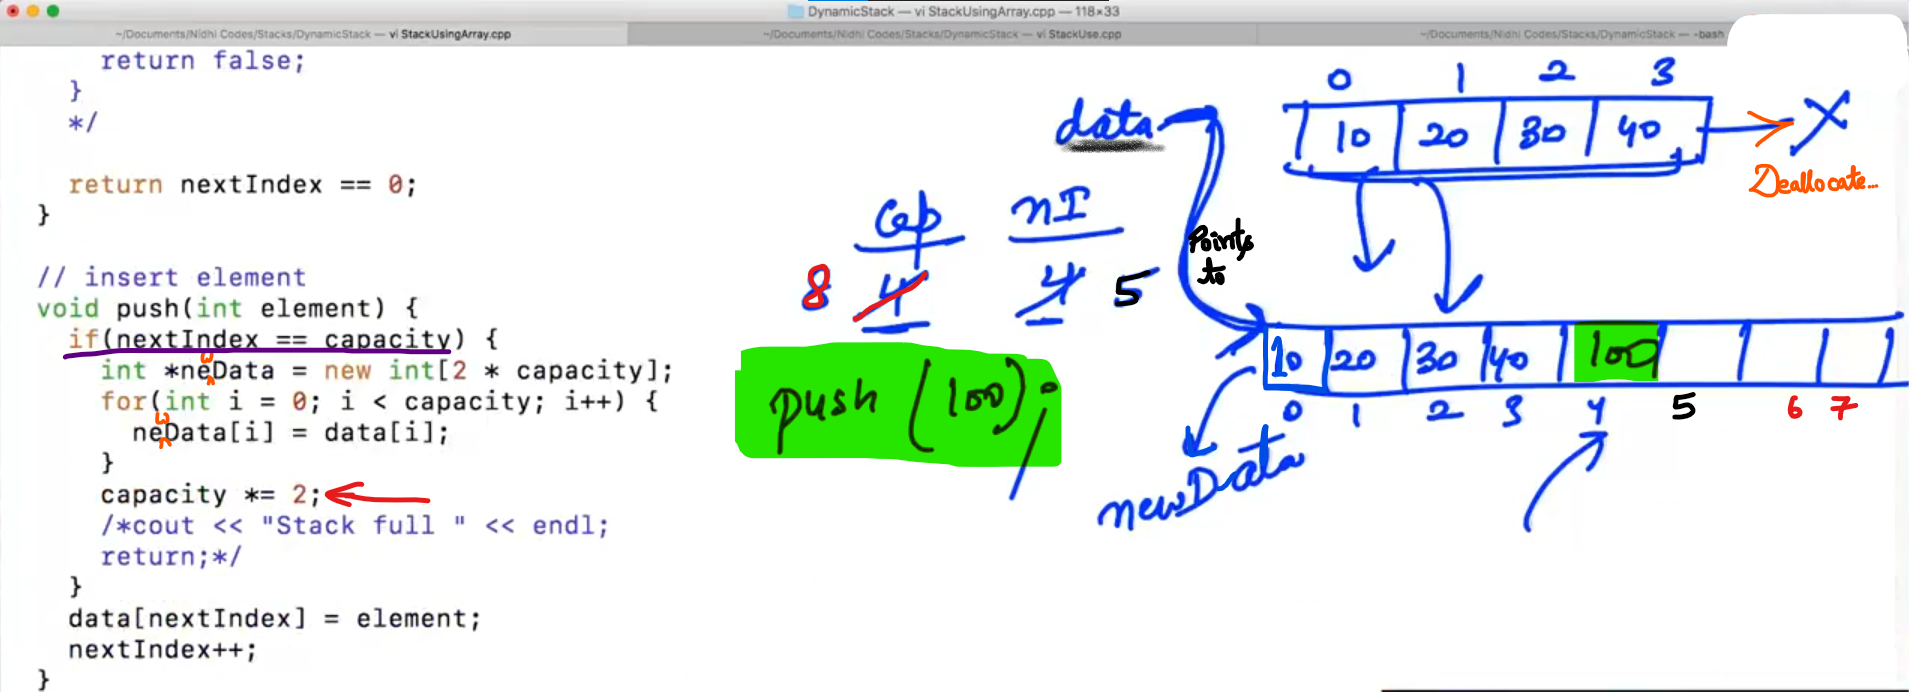 DynamicStack — vi StackUsingArray.cpp — 118×33
~/Documents/Nidhi Codes/Stacks/DynamicStack — vi StackUsingArray.cpp
~/Documents/Nidhi Codes/Stacks/DynamicStack — vi StackUse.cpp
~/Documents/Nidhi Codes/Stacks/DynamicStack — -bash
return false;
}
*/
return nextIndex == 0;
}
// insert element
void push(int element) {
if(nextIndex == capacity) {
w
int *neData = new int[2 * capacity];
for(int i = 0; i < capacity; i++) {
w
neData[i] = data[i];
}
capacity *= 2;
/*cout << "Stack full " << endl;
return;*/
}
data[nextIndex] = element;
nextIndex++;
}
0 1 2 3
data
10 20 30 40 X
Deallocate...
Cap nI
Points
to
8 4 4 5
push (100);
10 20 30 40 100
0 1 2 3 4 5 6 7
newData